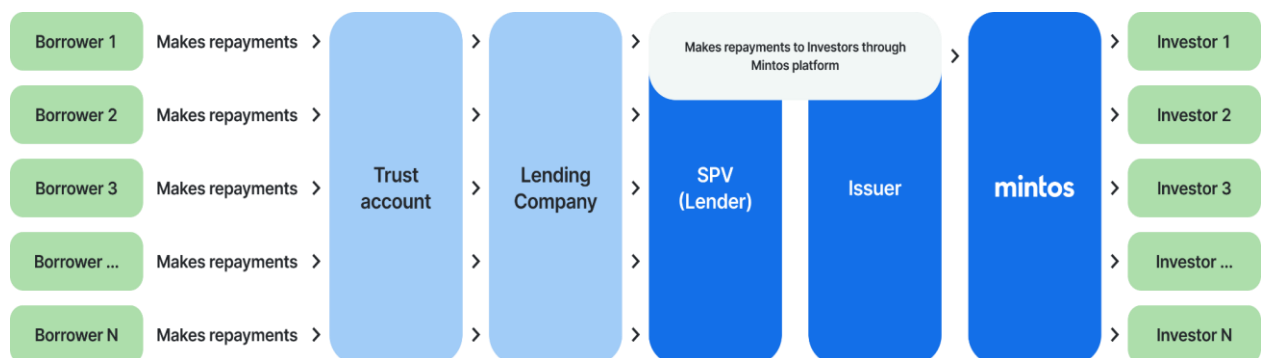 Borrower 1 Makes repayments > > > Makes repayments to Investors through > > Investor 1
Mintos platform
Borrower 2 Makes repayments > > > > Investor 2
Borrower 3 Makes repayments > Trust account > Lending Company > SPV (Lender) Issuer mintos > Investor 3
Borrower ... Makes repayments > > > > Investor ...
Borrower N Makes repayments > > > > Investor N